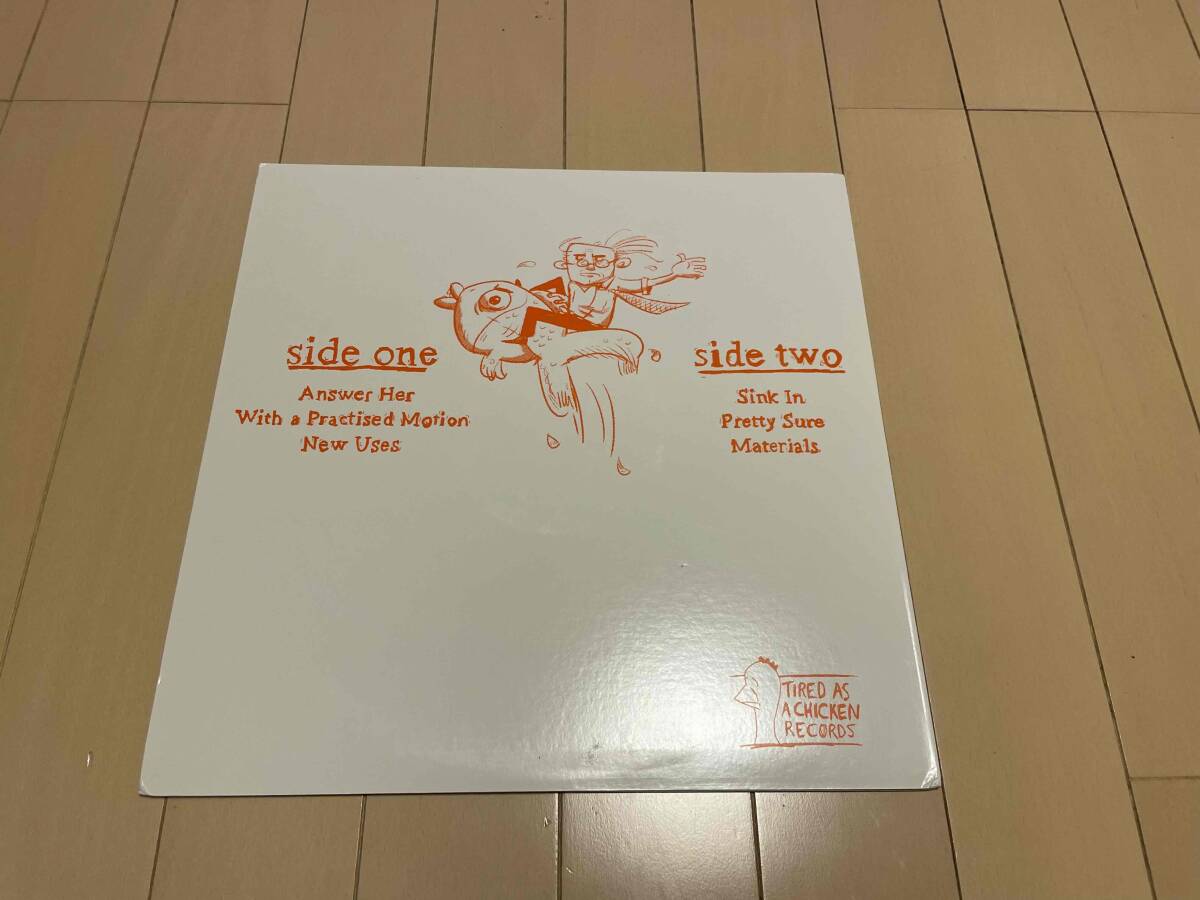 side one
Answer Her
With a Practised Motion
New Uses
side two
Sink In
Pretty Sure
Materials
TIRED AS
A CHICKEN
RECORDS